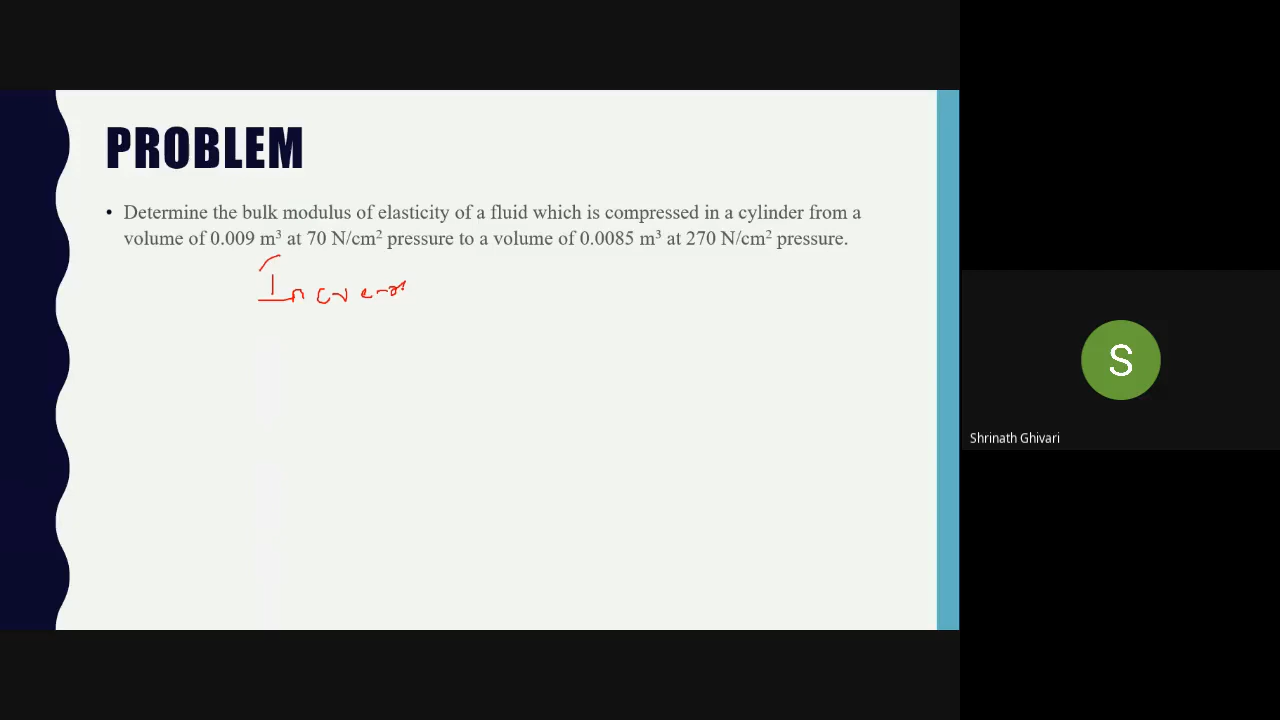 PROBLEM
• Determine the bulk modulus of elasticity of a fluid which is compressed in a cylinder from a
volume of 0.009 m³ at 70 N/cm² pressure to a volume of 0.0085 m³ at 270 N/cm² pressure.
S
Shrinath Ghivari